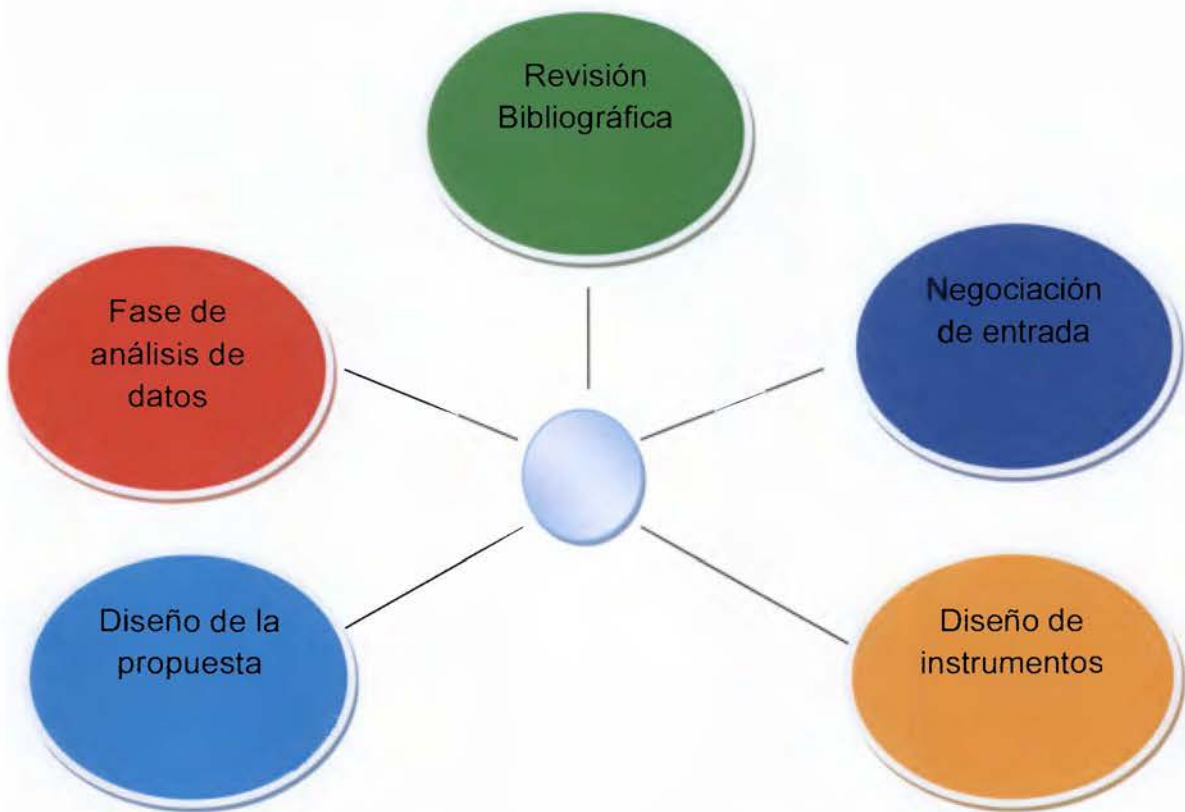 Revisión
Bibliográfica
Negociación
de entrada
Fase de
análisis de
datos
Diseño de la
propuesta
Diseño de
instrumentos